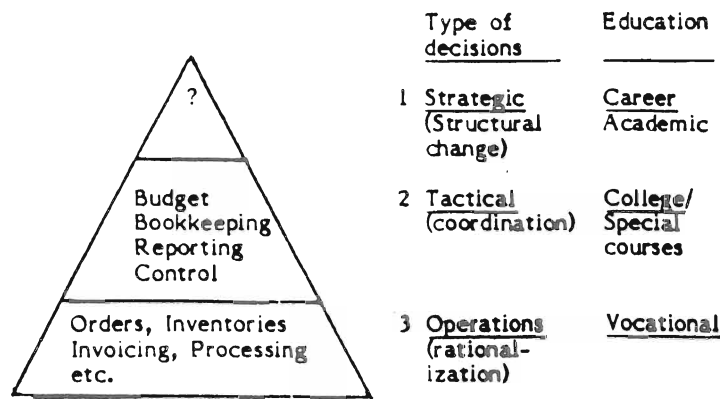 Type of Education
decisions
?
1 Strategic Career
(Structural Academic
change)
Budget
Bookkeeping
Reporting
Control
2 Tactical College/
(coordination) Special
courses
Orders, Inventories
Invoicing, Processing
etc.
3 Operations Vocational
(rational-
ization)